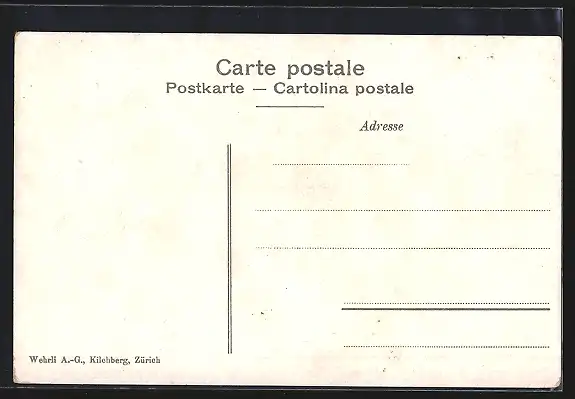 Carte postale
Postkarte — Cartolina postale
Adresse
Wehrli A.-G., Kilchberg, Zürich